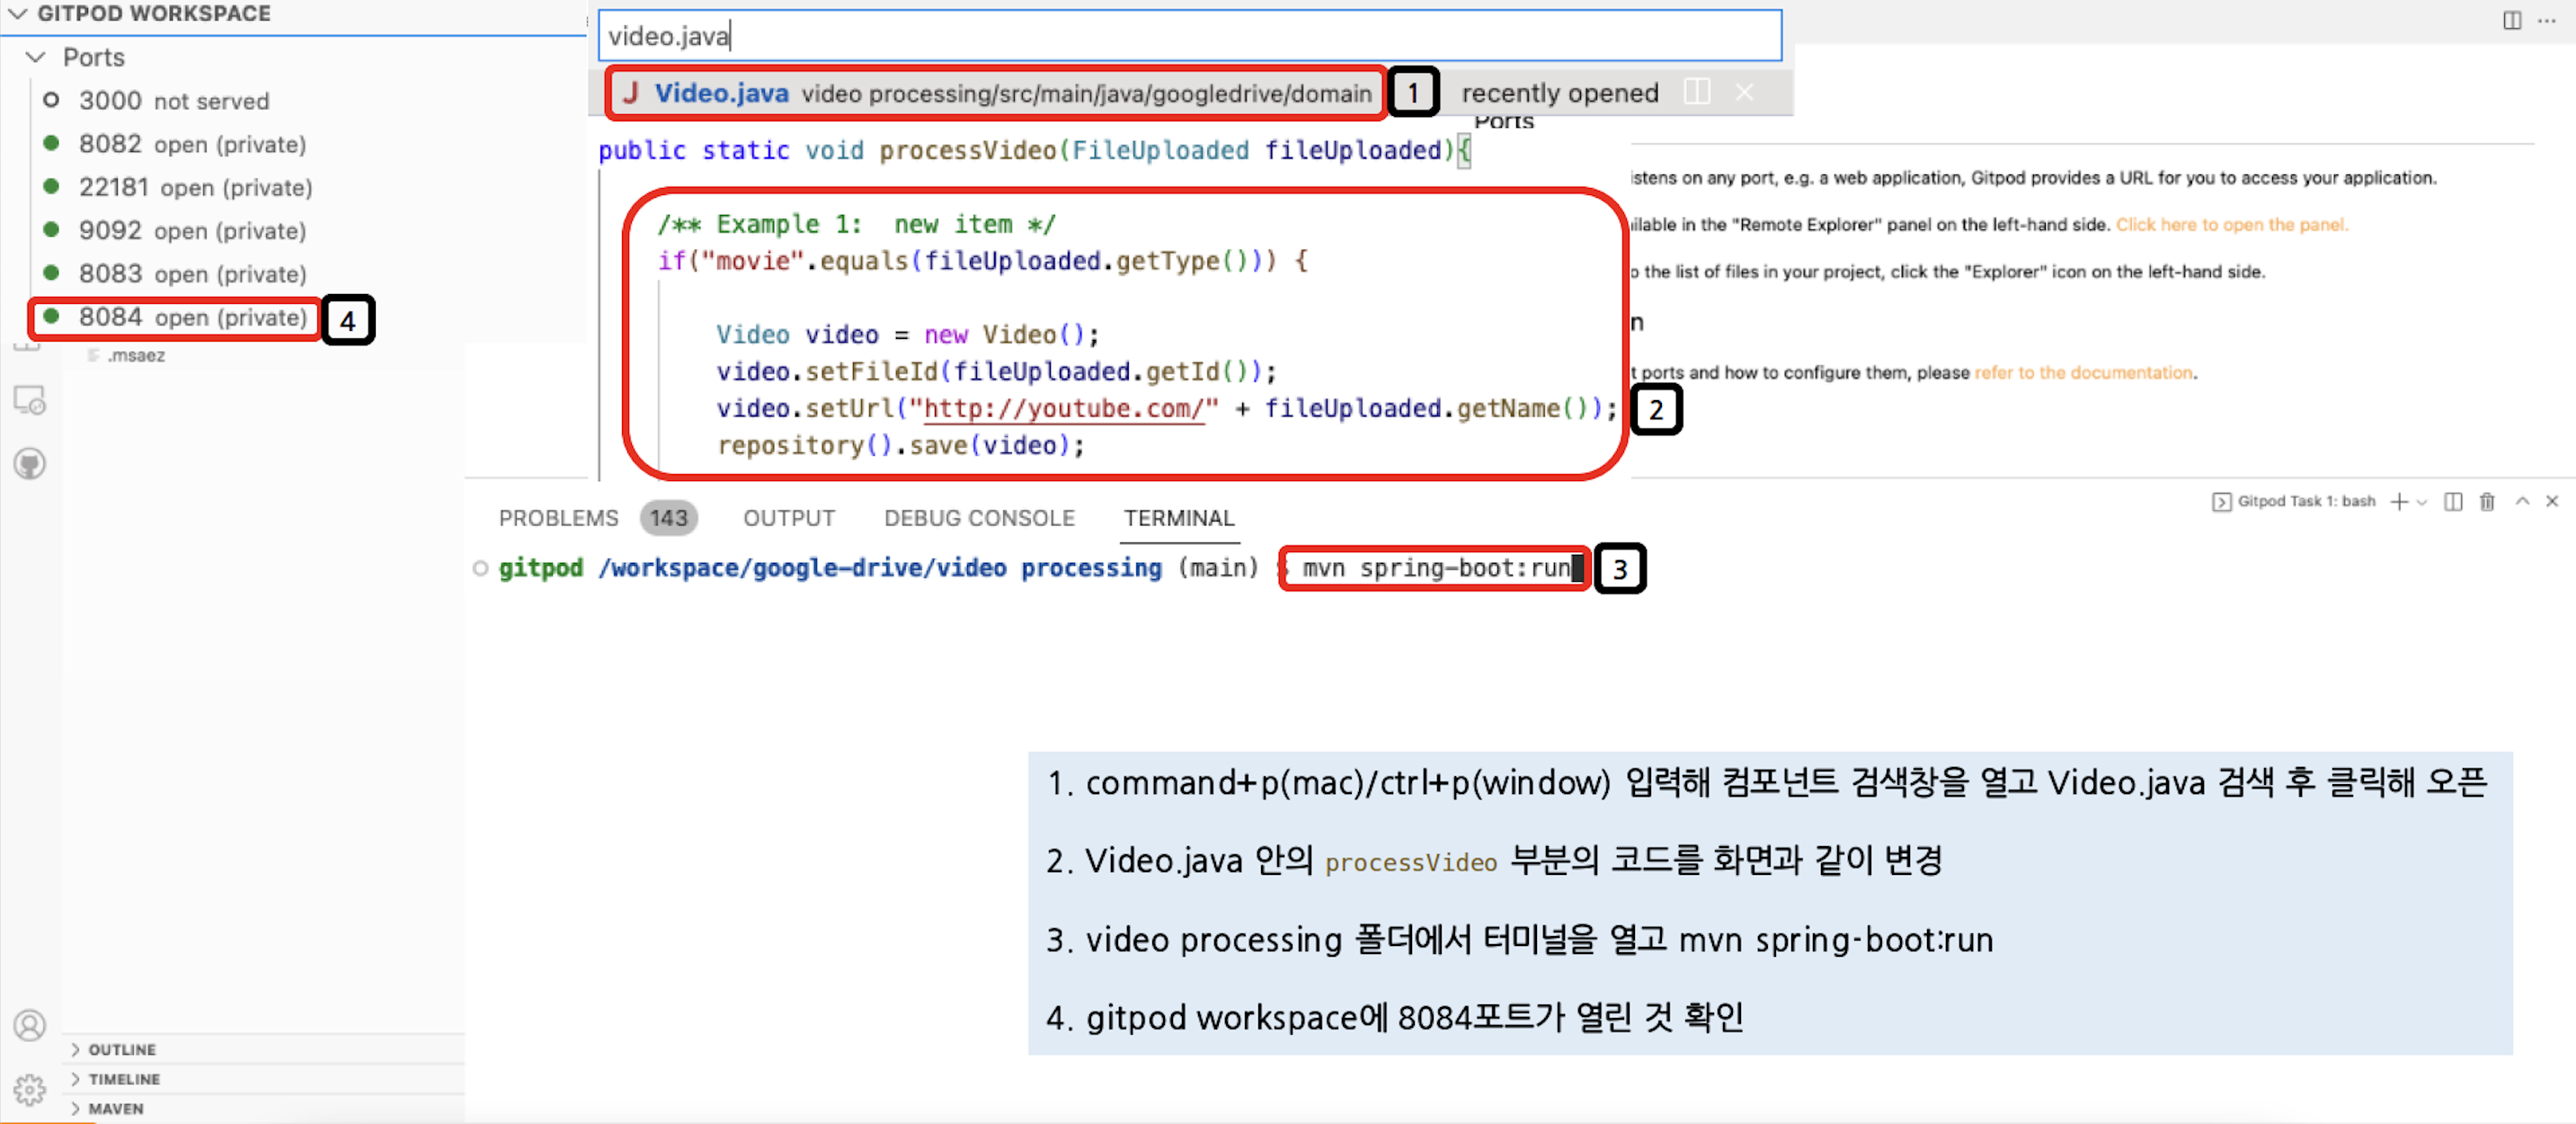 GITPOD WORKSPACE
Ports
3000 not served
8082 open (private)
22181 open (private)
9092 open (private)
8083 open (private)
8084 open (private)
4
.msaez
OUTLINE
TIMELINE
MAVEN
video.java
J Video.java video processing/src/main/java/googledrive/domain
1
recently opened
Ports
public static void processVideo(FileUploaded fileUploaded){
/** Example 1:  new item */
if("movie".equals(fileUploaded.getType())) {
Video video = new Video();
video.setFileId(fileUploaded.getId());
video.setUrl("http://youtube.com/" + fileUploaded.getName());
repository().save(video);
2
istens on any port, e.g. a web application, Gitpod provides a URL for you to access your application.
ilable in the "Remote Explorer" panel on the left-hand side. Click here to open the panel.
o the list of files in your project, click the "Explorer" icon on the left-hand side.
n
t ports and how to configure them, please refer to the documentation.
PROBLEMS 143 OUTPUT DEBUG CONSOLE TERMINAL
Gitpod Task 1: bash
gitpod /workspace/google-drive/video processing (main) $ mvn spring-boot:run
3
1. command+p(mac)/ctrl+p(window) 입력해 컴포넌트 검색창을 열고 Video.java 검색 후 클릭해 오픈
2. Video.java 안의 processVideo 부분의 코드를 화면과 같이 변경
3. video processing 폴더에서 터미널을 열고 mvn spring-boot:run
4. gitpod workspace에 8084포트가 열린 것 확인